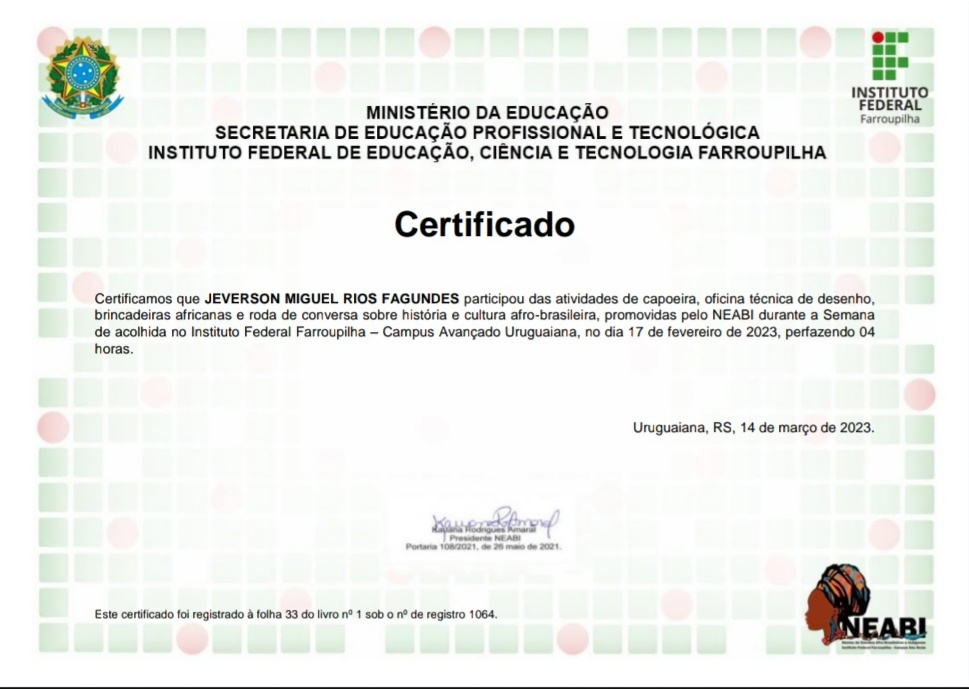 INSTITUTO
FEDERAL
Farroupilha
MINISTÉRIO DA EDUCAÇÃO
SECRETARIA DE EDUCAÇÃO PROFISSIONAL E TECNOLÓGICA
INSTITUTO FEDERAL DE EDUCAÇÃO, CIÊNCIA E TECNOLOGIA FARROUPILHA
Certificado
Certificamos que JEVERSON MIGUEL RIOS FAGUNDES participou das atividades de capoeira, oficina técnica de desenho,
brincadeiras africanas e roda de conversa sobre história e cultura afro-brasileira, promovidas pelo NEABI durante a Semana
de acolhida no Instituto Federal Farroupilha – Campus Avançado Uruguaiana, no dia 17 de fevereiro de 2023, perfazendo 04
horas.
Uruguaiana, RS, 14 de março de 2023.
Rodrigues Amaral
Presidente NEABI
Portaria 108/2021, de 26 maio de 2021.
Este certificado foi registrado à folha 33 do livro nº 1 sob o nº de registro 1064.
NEABI